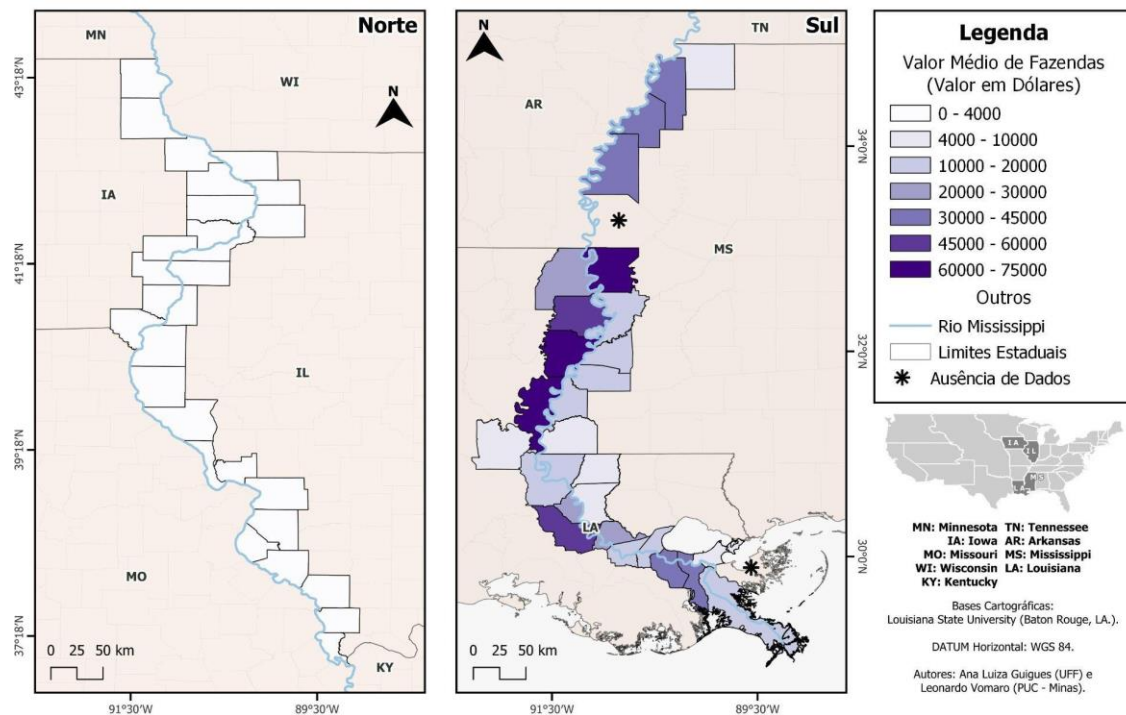 Norte
N
MN
WI
IA
IL
MO
KY
0 25 50 km
43°18'N
41°18'N
39°18'N
37°18'N
91°30'W
89°30'W
Sul
N
TN
AR
MS
LA
0 25 50 km
34°0'N
32°0'N
30°0'N
91°30'W
89°30'W
Legenda
Valor Médio de Fazendas
(Valor em Dólares)
0 - 4000
4000 - 10000
10000 - 20000
20000 - 30000
30000 - 45000
45000 - 60000
60000 - 75000
Outros
Rio Mississippi
Limites Estaduais
Ausência de Dados
IA
IL
MS
LA
MN: Minnesota TN: Tennessee
IA: Iowa AR: Arkansas
MO: Missouri MS: Mississippi
WI: Wisconsin LA: Louisiana
KY: Kentucky
Bases Cartográficas:
Louisiana State University (Baton Rouge, LA.).
DATUM Horizontal: WGS 84.
Autores: Ana Luiza Guigues (UFF) e
Leonardo Vomaro (PUC - Minas).